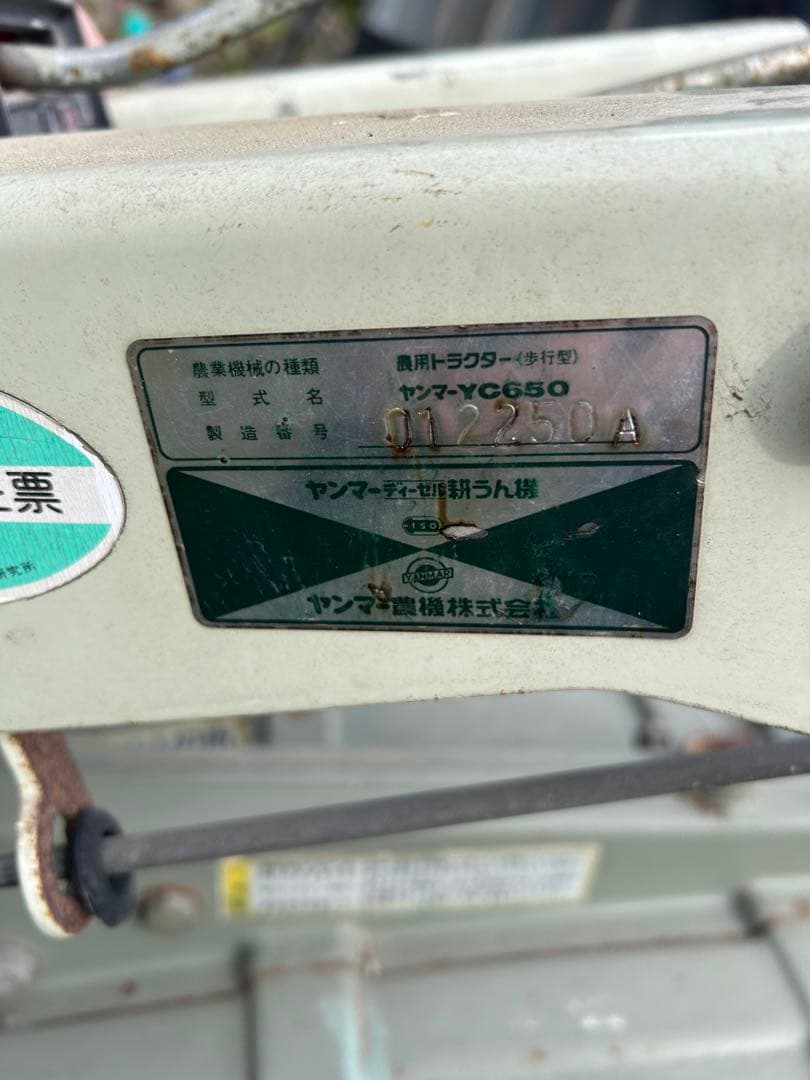 農業機械の種類 農用トラクター〈歩行型〉
型式名 ヤンマーYC650
製造番号 012250A
ヤンマーディーゼル耕うん機
150
YANMAR
ヤンマー農機株式会社
票
究所